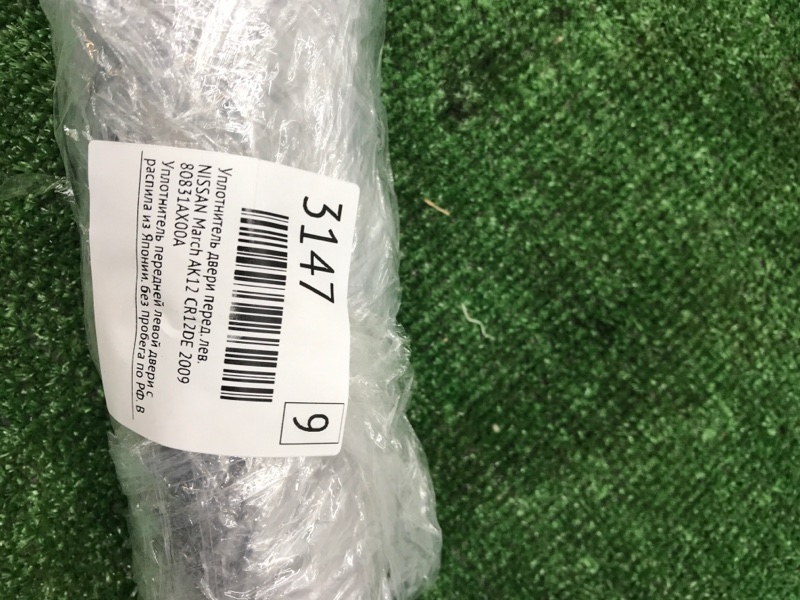 3147
9
Уплотнитель двери перед. лев.
NISSAN March AK12 CR12DE 2009
80831AX00A
Уплотнитель передней левой двери с
распила из Японии, без пробега по РФ. В